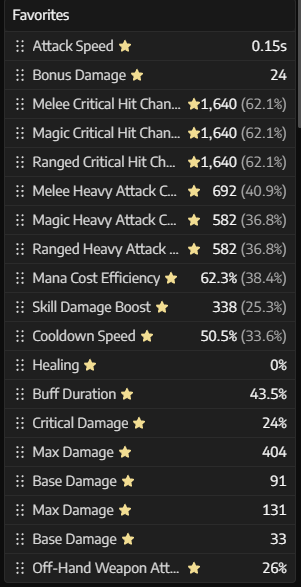 Favorites
Attack Speed 0.15s
Bonus Damage 24
Melee Critical Hit Chan... 1,640 (62.1%)
Magic Critical Hit Chan... 1,640 (62.1%)
Ranged Critical Hit Ch... 1,640 (62.1%)
Melee Heavy Attack C... 692 (40.9%)
Magic Heavy Attack C... 582 (36.8%)
Ranged Heavy Attack ... 582 (36.8%)
Mana Cost Efficiency 62.3% (38.4%)
Skill Damage Boost 338 (25.3%)
Cooldown Speed 50.5% (33.6%)
Healing 0%
Buff Duration 43.5%
Critical Damage 24%
Max Damage 404
Base Damage 91
Max Damage 131
Base Damage 33
Off-Hand Weapon Att... 26%